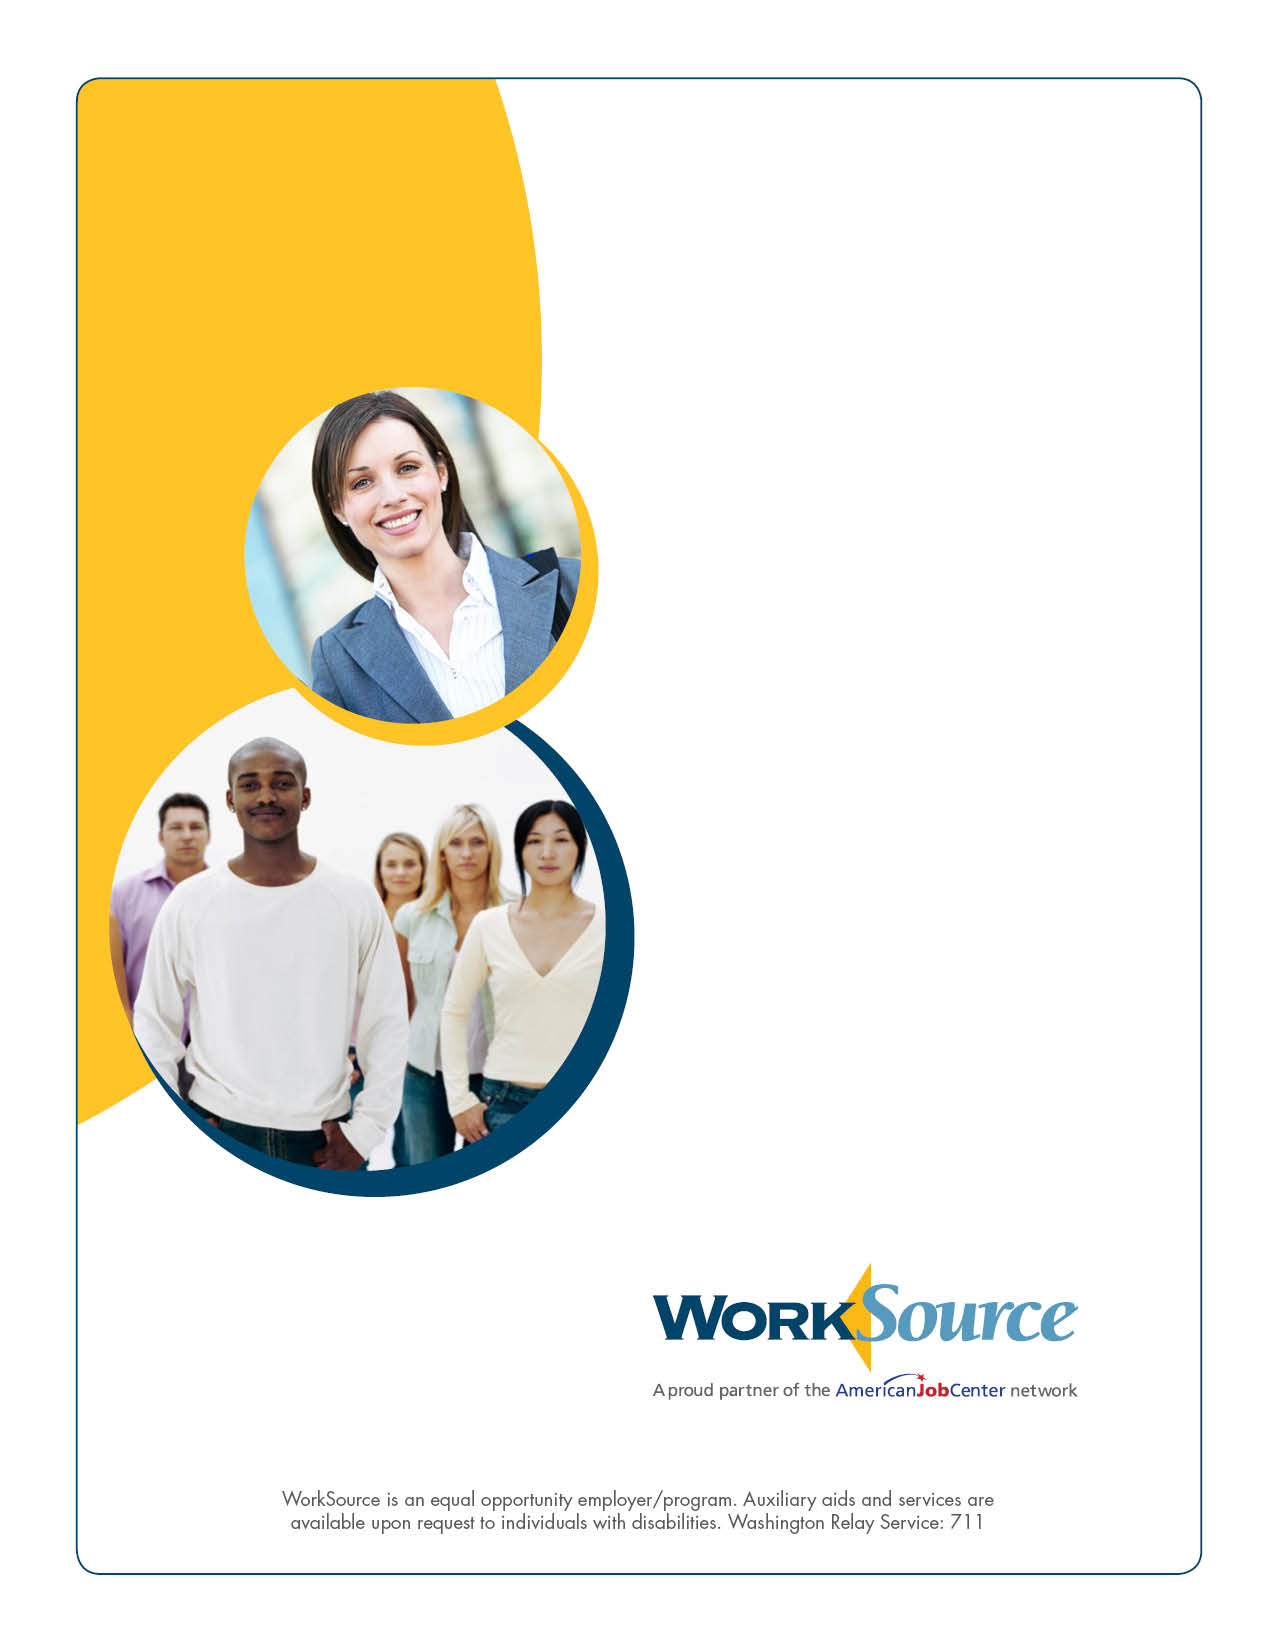 WorkSource
A proud partner of the AmericanJobCenter network
WorkSource is an equal opportunity employer/program. Auxiliary aids and services are
available upon request to individuals with disabilities. Washington Relay Service: 711